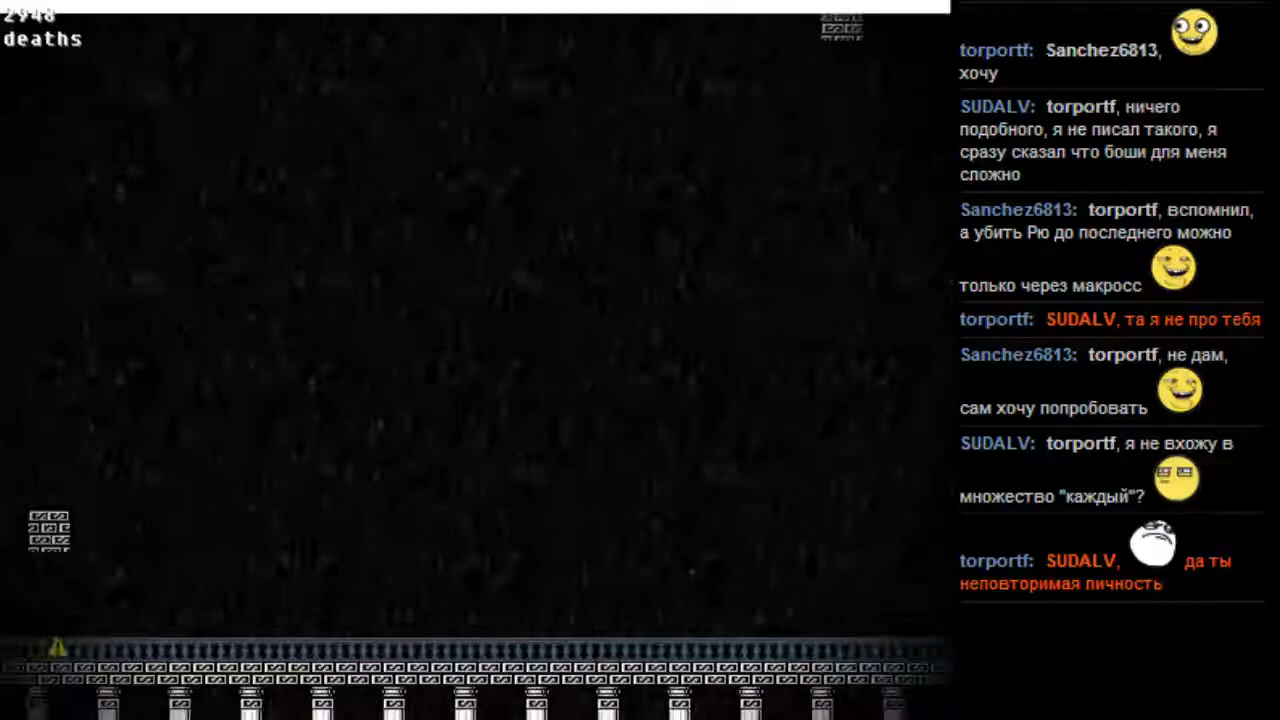 2948
deaths
torportf: Sanchez6813,
хочу
SUDALV: torportf, ничего
подобного, я не писал такого, я
сразу сказал что боши для меня
сложно
Sanchez6813: torportf, вспомнил,
а убить Рю до последнего можно
только через макросс
torportf: SUDALV, та я не про тебя
Sanchez6813: torportf, не дам,
сам хочу попробовать
SUDALV: torportf, я не вхожу в
множество "каждый"?
torportf: SUDALV, да ты
неповторимая личность